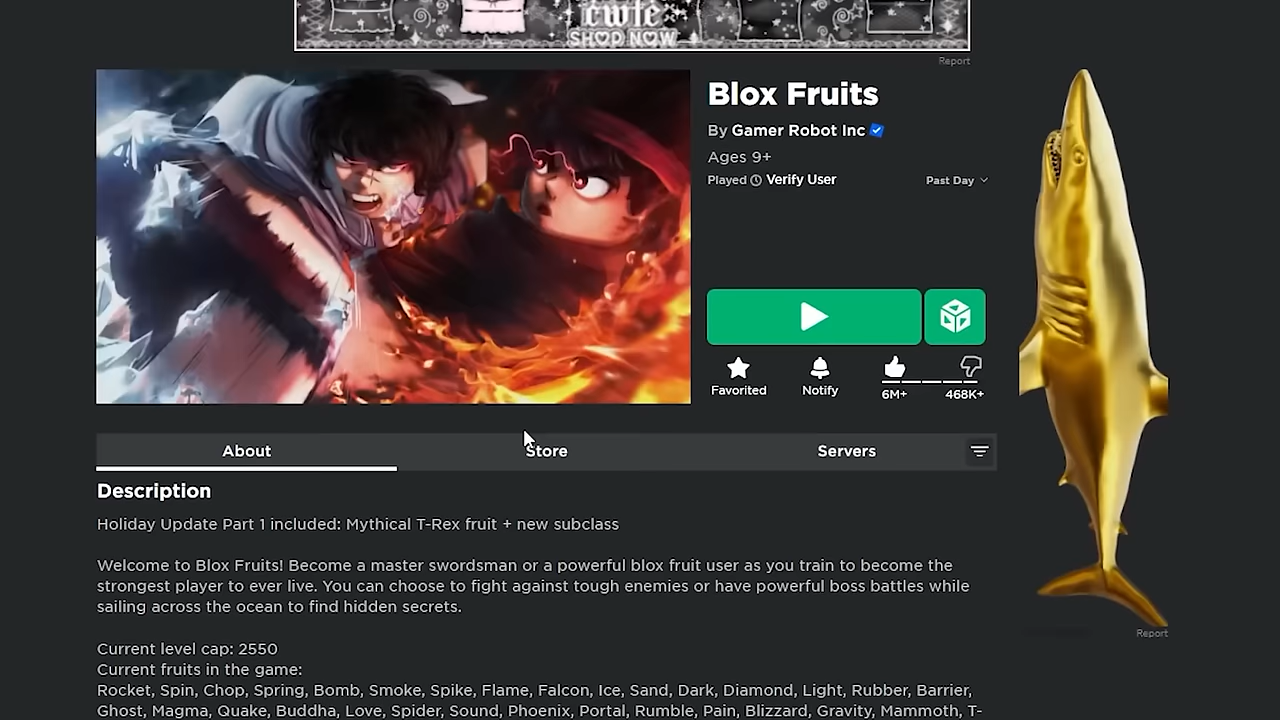 cwte
SHOP NOW
Report
Blox Fruits
By Gamer Robot Inc
Ages 9+
Played Verify User
Past Day
Favorited
Notify
6M+
468K+
About
Store
Servers
Description
Holiday Update Part 1 included: Mythical T-Rex fruit + new subclass
Welcome to Blox Fruits! Become a master swordsman or a powerful blox fruit user as you train to become the
strongest player to ever live. You can choose to fight against tough enemies or have powerful boss battles while
sailing across the ocean to find hidden secrets.
Report
Current level cap: 2550
Current fruits in the game:
Rocket, Spin, Chop, Spring, Bomb, Smoke, Spike, Flame, Falcon, Ice, Sand, Dark, Diamond, Light, Rubber, Barrier,
Ghost, Magma, Quake, Buddha, Love, Spider, Sound, Phoenix, Portal, Rumble, Pain, Blizzard, Gravity, Mammoth, T-